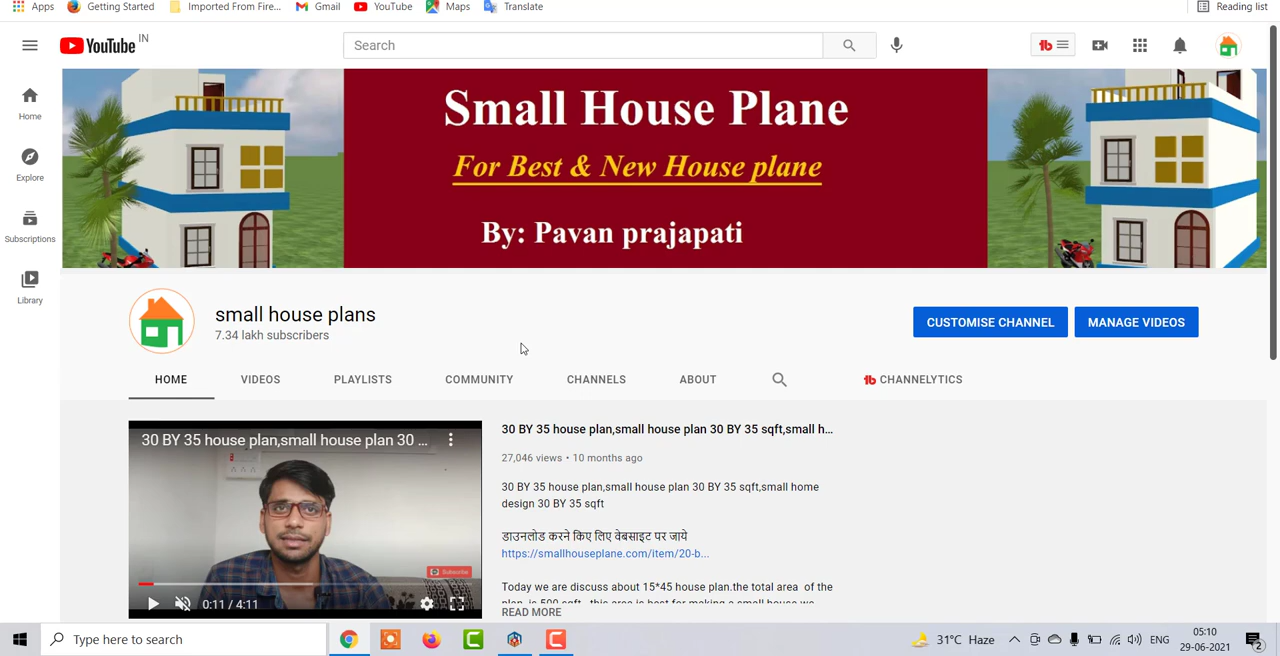 Apps Getting Started Imported From Fire... Gmail YouTube Maps Translate Reading list
YouTube IN
Search
tb
Home
Explore
Subscriptions
Library
Small House Plane
For Best & New House plane
By: Pavan prajapati
small house plans
7.34 lakh subscribers
CUSTOMISE CHANNEL MANAGE VIDEOS
HOME VIDEOS PLAYLISTS COMMUNITY CHANNELS ABOUT tb CHANNELYTICS
30 BY 35 house plan,small house plan 30 ...
Subscribe
0:11 / 4:11
30 BY 35 house plan,small house plan 30 BY 35 sqft,small h...
27,046 views • 10 months ago
30 BY 35 house plan,small house plan 30 BY 35 sqft,small home
design 30 BY 35 sqft
डाउनलोड करने किए लिए वेबसाइट पर जाये
https://smallhouseplane.com/item/20-b...
Today we are discuss about 15*45 house plan.the total area of the
READ MORE
Type here to search
31°C Haze
ENG
05:10
29-06-2021
2